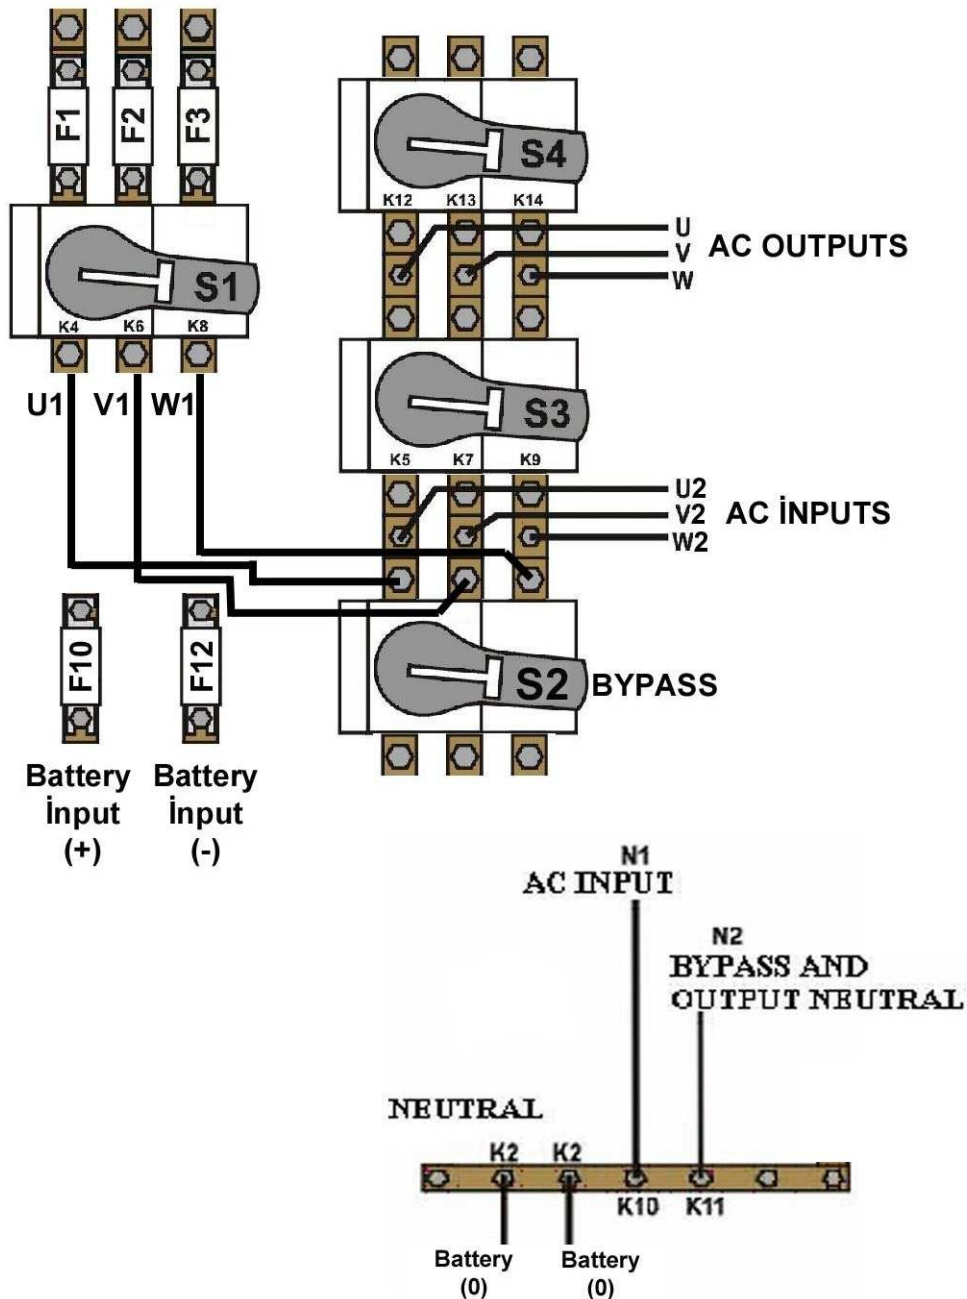 F1
F2
F3
S4
K12 K13 K14
U
V
W
AC OUTPUTS
S1
K4 K6 K8
U1 V1 W1
S3
K5 K7 K9
U2
V2
W2
AC İNPUTS
F10
F12
S2
BYPASS
Battery
İnput
(+)
Battery
İnput
(-)
N1
AC INPUT
N2
BYPASS AND
OUTPUT NEUTRAL
NEUTRAL
K2 K2
K10 K11
Battery
(0)
Battery
(0)